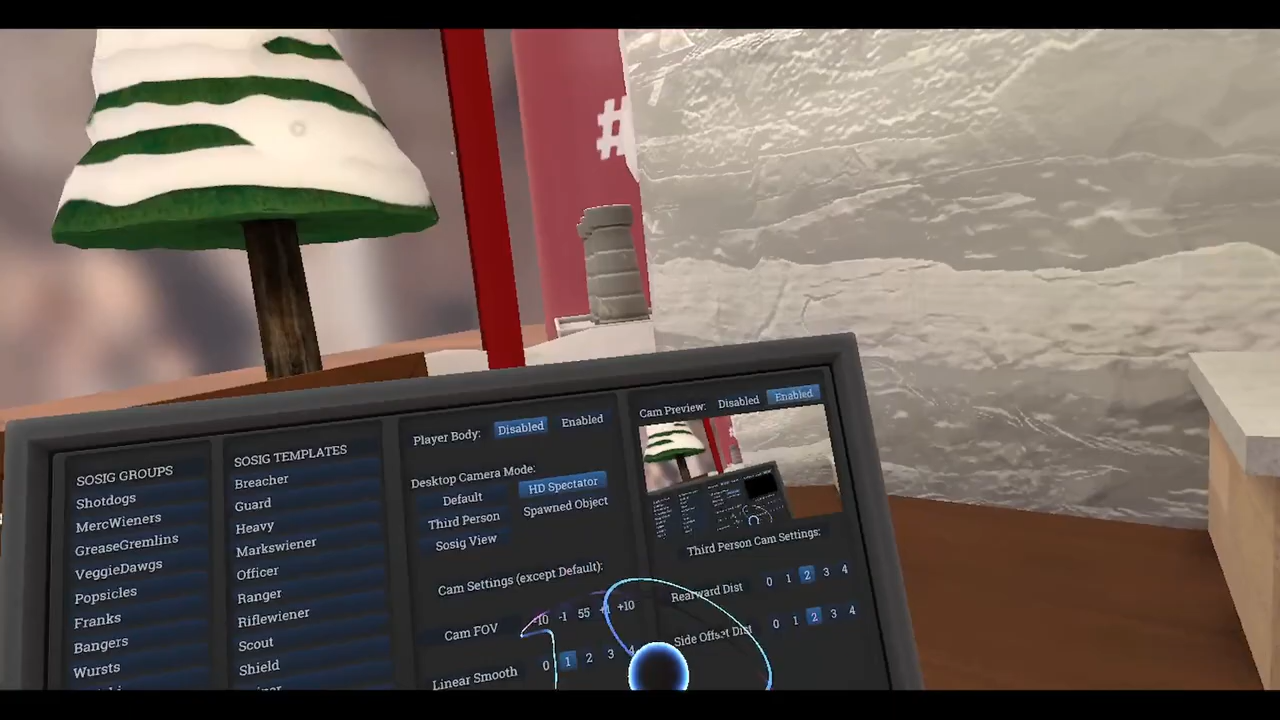 #
SOSIG GROUPS
Shotdogs
MercWieners
GreaseGremlins
VeggieDawgs
Popsicles
Franks
Bangers
Wursts
SOSIG TEMPLATES
Breacher
Guard
Heavy
Markswiener
Officer
Ranger
Riflewiener
Scout
Shield
Player Body: Disabled Enabled
Desktop Camera Mode:
Default HD Spectator
Third Person Spawned Object
Sosig View
Cam Settings (except Default):
Cam FOV -10 -1 55 +1 +10
Linear Smooth 0 1 2 3 4
Cam Preview: Disabled Enabled
Third Person Cam Settings:
Rearward Dist 0 1 2 3 4
Side Offset Dist 0 1 2 3 4